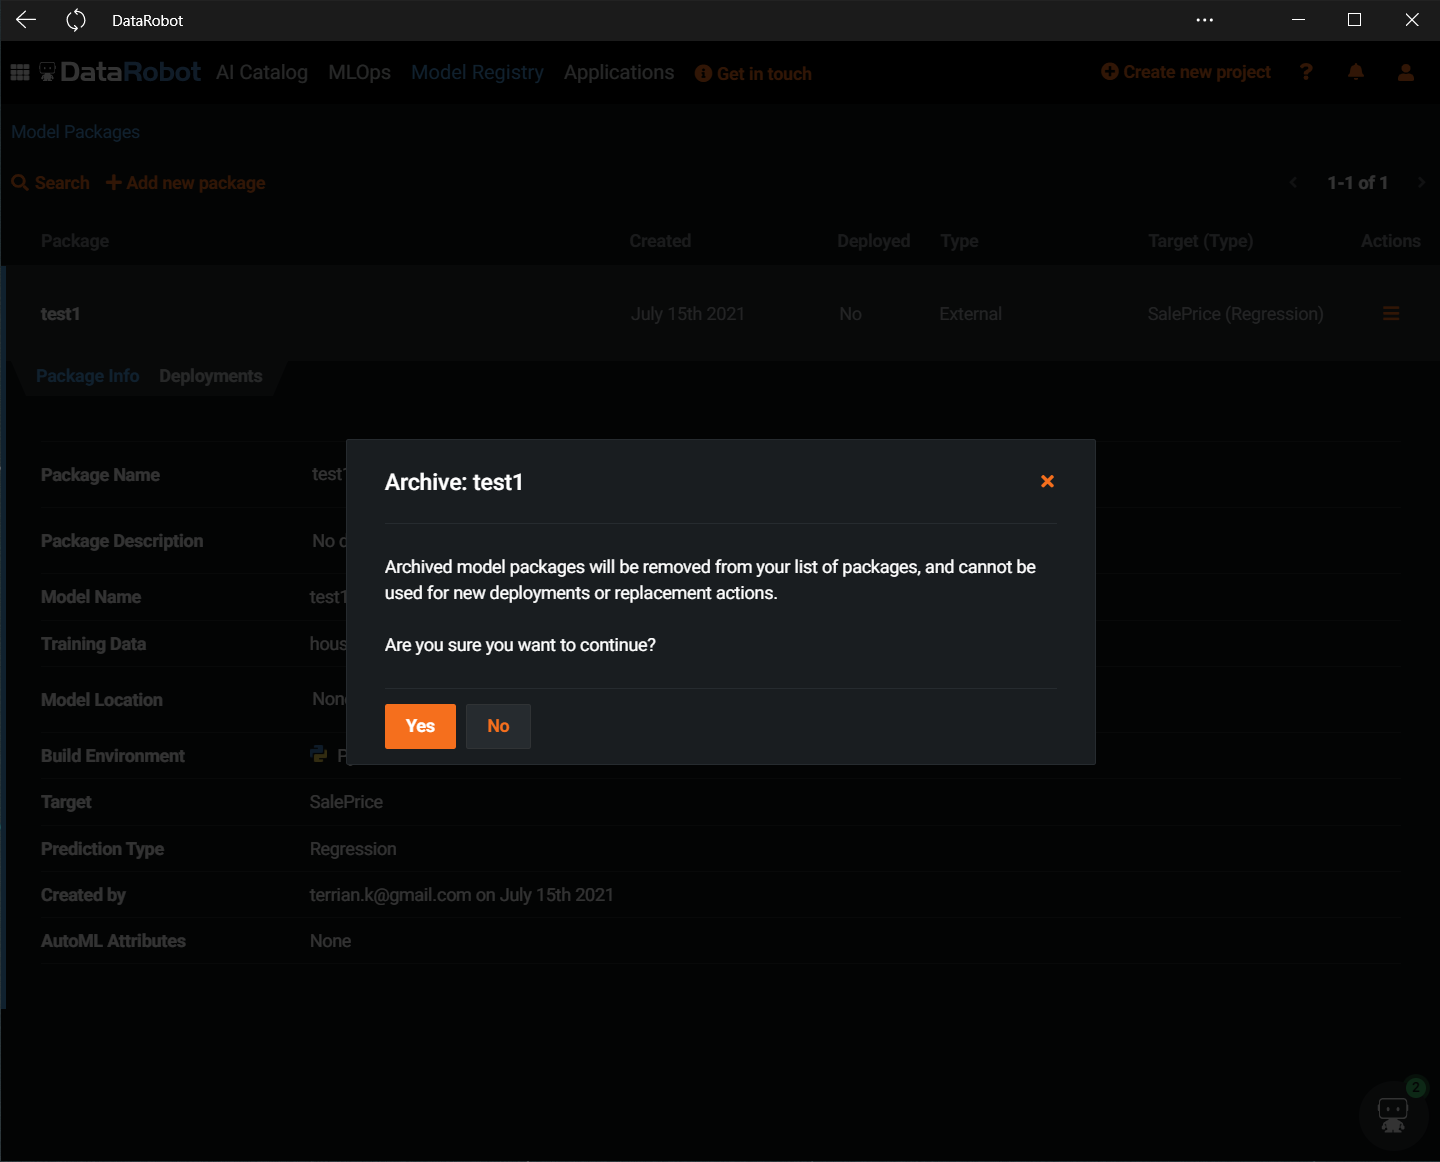 DataRobot
DataRobot AI Catalog MLOps Model Registry Applications Get in touch Create new project ?
Model Packages
Search Add new package 1-1 of 1
Package Created Deployed Type Target (Type) Actions
test1 July 15th 2021 No External SalePrice (Regression)
Package Info Deployments
Archive: test1
Archived model packages will be removed from your list of packages, and cannot be
used for new deployments or replacement actions.
Are you sure you want to continue?
Yes No
Package Name test1
Package Description No
Model Name test1
Training Data hous
Model Location None
Build Environment
Target SalePrice
Prediction Type Regression
Created by terrian.k@gmail.com on July 15th 2021
AutoML Attributes None
2